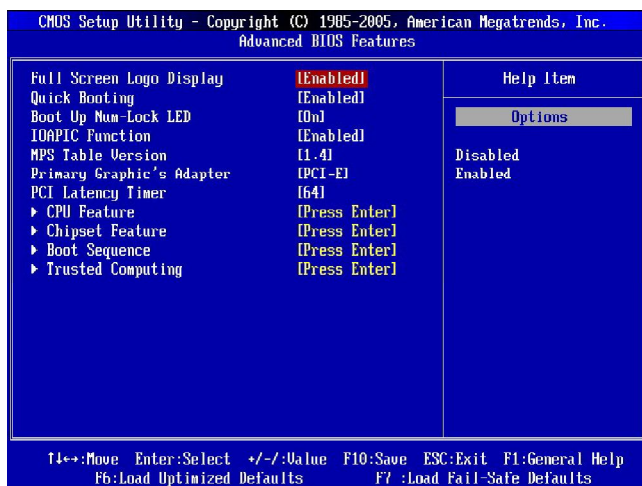 CMOS Setup Utility - Copyright (C) 1985-2005, American Megatrends, Inc.
Advanced BIOS Features
Full Screen Logo Display [Enabled]
Quick Booting [Enabled]
Boot Up Num-Lock LED [On]
IOAPIC Function [Enabled]
MPS Table Version [1.4]
Primary Graphic's Adapter [PCI-E]
PCI Latency Timer [64]
▶ CPU Feature [Press Enter]
▶ Chipset Feature [Press Enter]
▶ Boot Sequence [Press Enter]
▶ Trusted Computing [Press Enter]
Help Item
Options
Disabled
Enabled
↑↓←→:Move Enter:Select +/-/:Value F10:Save ESC:Exit F1:General Help
F6:Load Optimized Defaults F7 :Load Fail-Safe Defaults